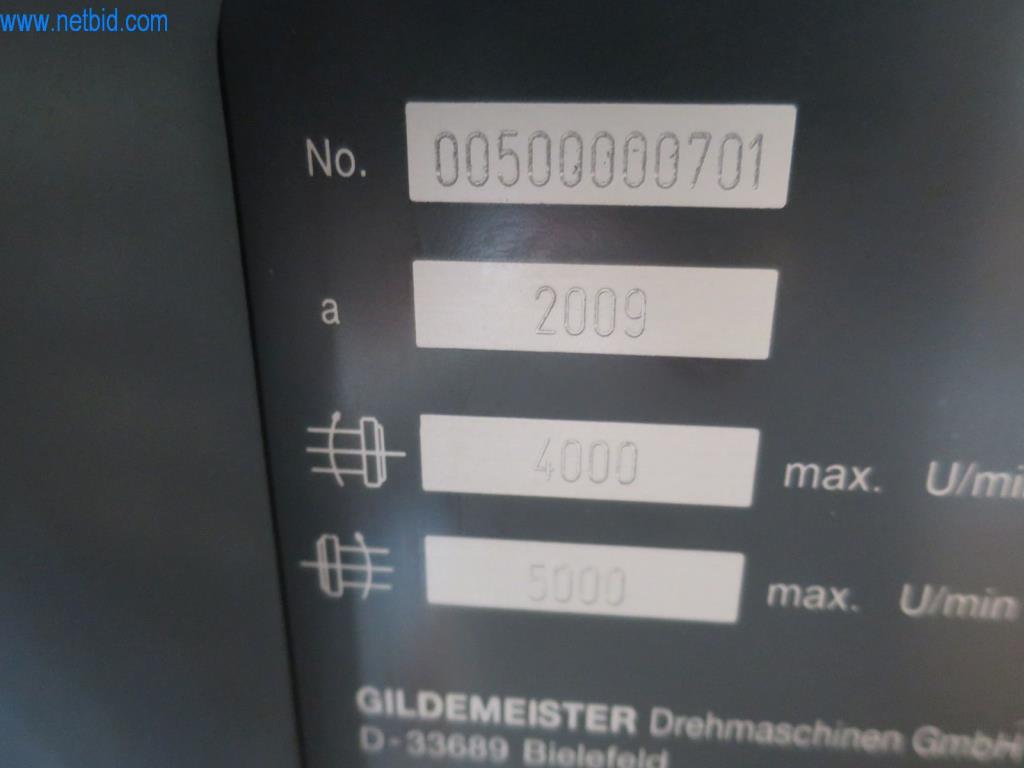 www.netbid.com
No. 00500000701
a 2009
4000 max. U/mi
5000 max. U/min
GILDEMEISTER Drehmaschinen GmbH
D-33689 Bielefeld